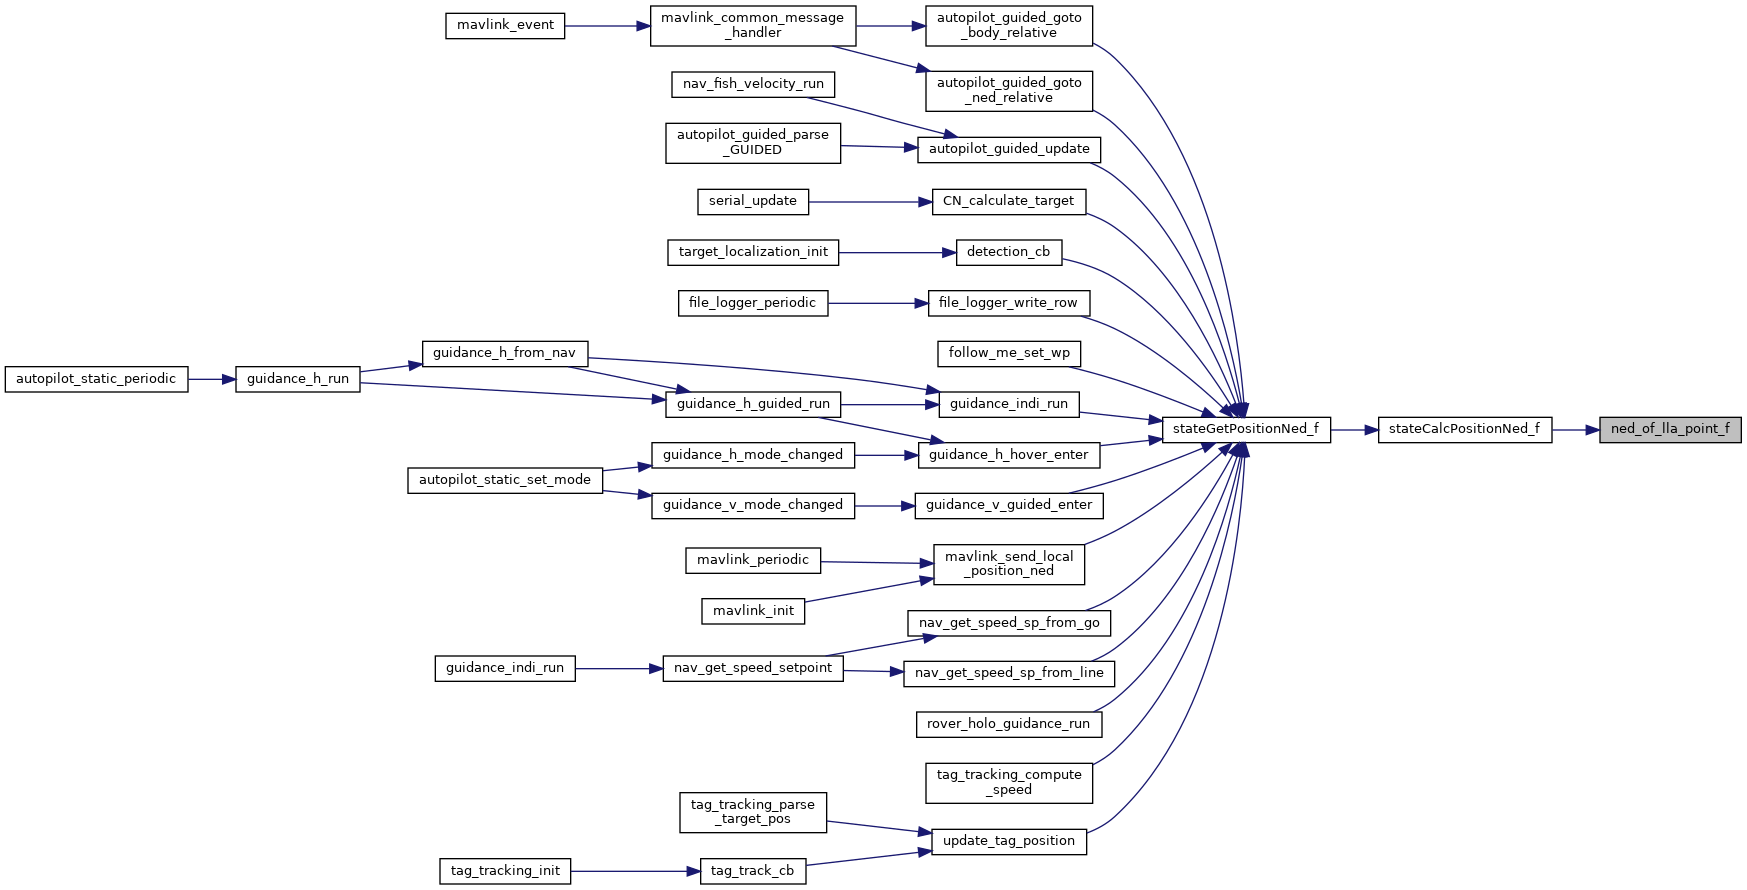 mavlink_event
mavlink_common_message
_handler
autopilot_guided_goto
_body_relative
autopilot_guided_goto
_ned_relative
nav_fish_velocity_run
autopilot_guided_parse
_GUIDED
autopilot_guided_update
serial_update
CN_calculate_target
target_localization_init
detection_cb
file_logger_periodic
file_logger_write_row
follow_me_set_wp
guidance_h_from_nav
autopilot_static_periodic
guidance_h_run
guidance_h_guided_run
guidance_indi_run
stateGetPositionNed_f
stateCalcPositionNed_f
ned_of_lla_point_f
guidance_h_mode_changed
guidance_h_hover_enter
autopilot_static_set_mode
guidance_v_mode_changed
guidance_v_guided_enter
mavlink_periodic
mavlink_send_local
_position_ned
mavlink_init
nav_get_speed_sp_from_go
guidance_indi_run
nav_get_speed_setpoint
nav_get_speed_sp_from_line
rover_holo_guidance_run
tag_tracking_compute
_speed
tag_tracking_parse
_target_pos
update_tag_position
tag_tracking_init
tag_track_cb